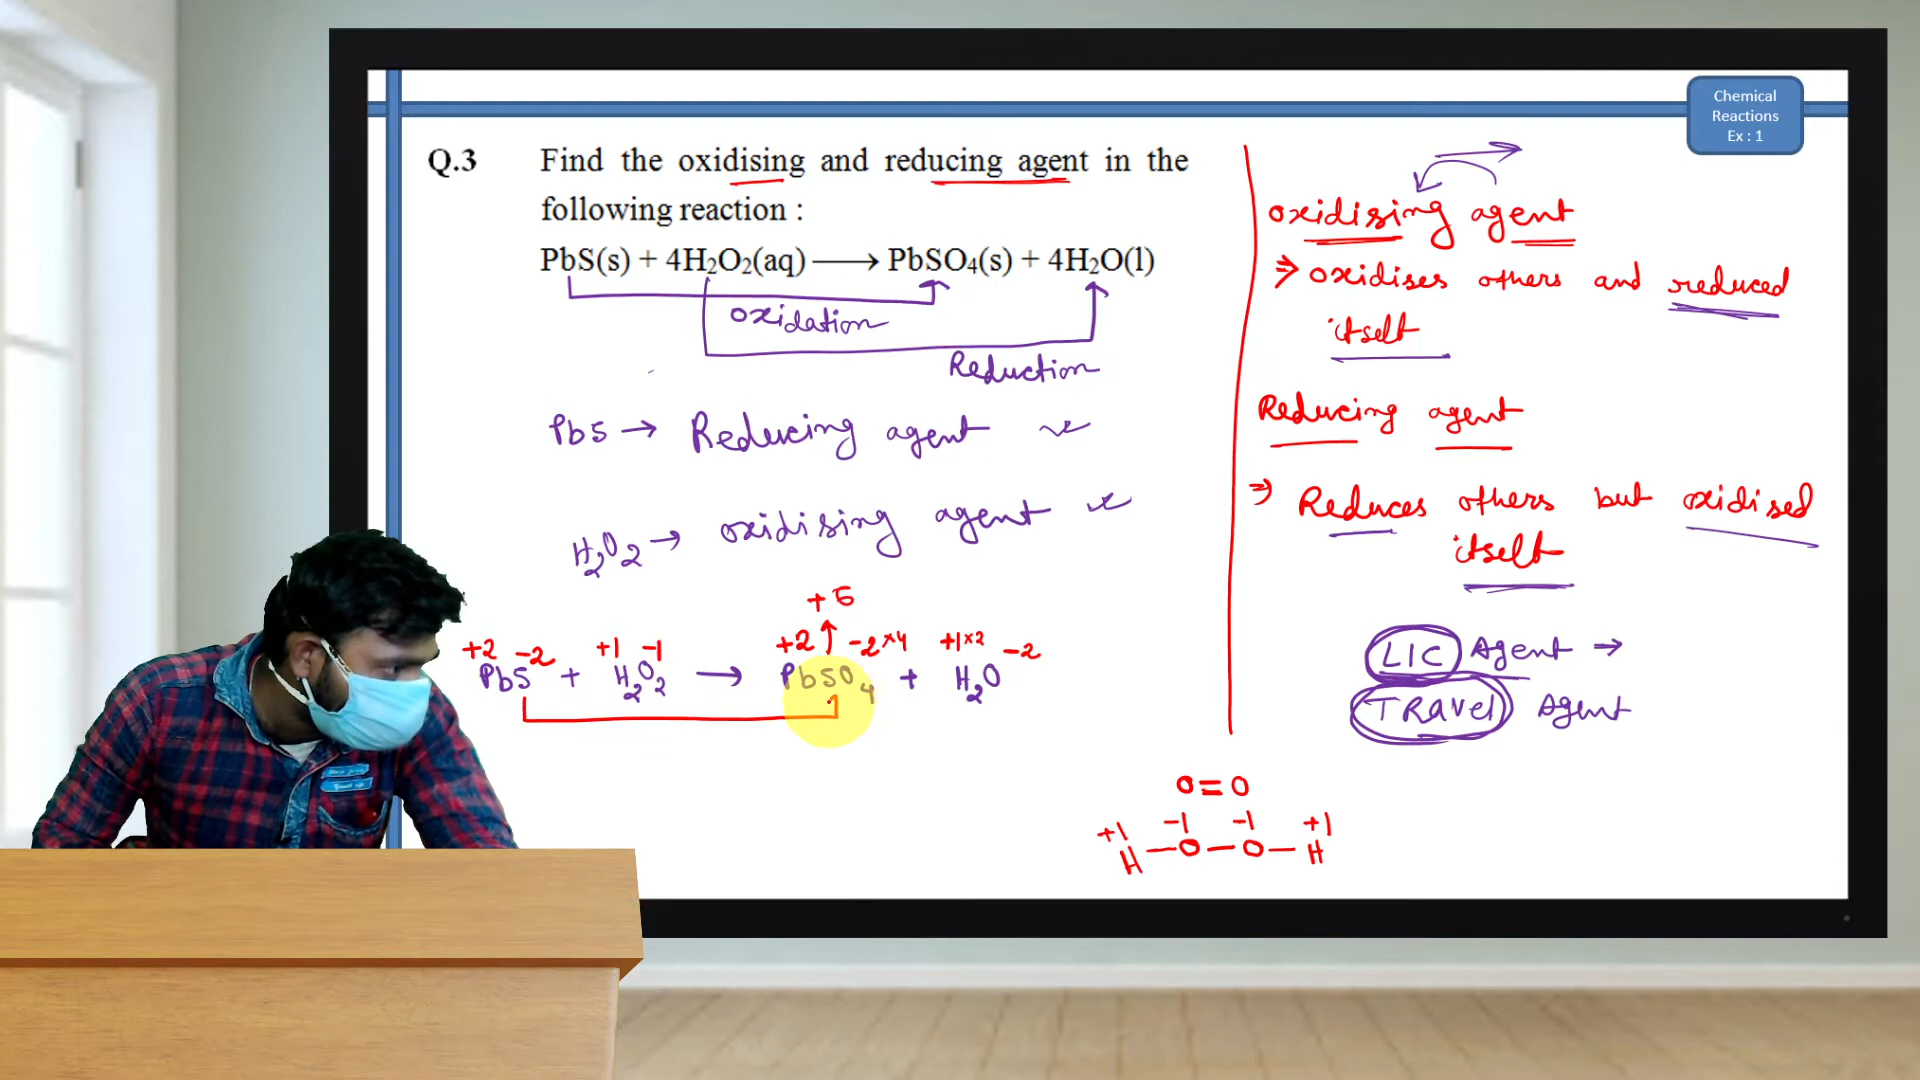 Chemical
Reactions
Ex : 1
Q.3 Find the oxidising and reducing agent in the
following reaction :
PbS(s) + 4H₂O₂(aq) ⟶ PbSO₄(s) + 4H₂O(l)
oxidation
Reduction
PbS → Reducing agent
H₂O₂ → oxidising agent
+6
+2 -2 +1 -1 +2 -2×4 +1×2 -2
PbS + H₂O₂ → PbSO₄ + H₂O
oxidising agent
⇒ oxidises others and reduced
itself
Reducing agent
⇒ Reduces others but oxidised
itself
LIC Agent →
TRAVel Agent
O=O
+1 -1 -1 +1
H-O-O-H